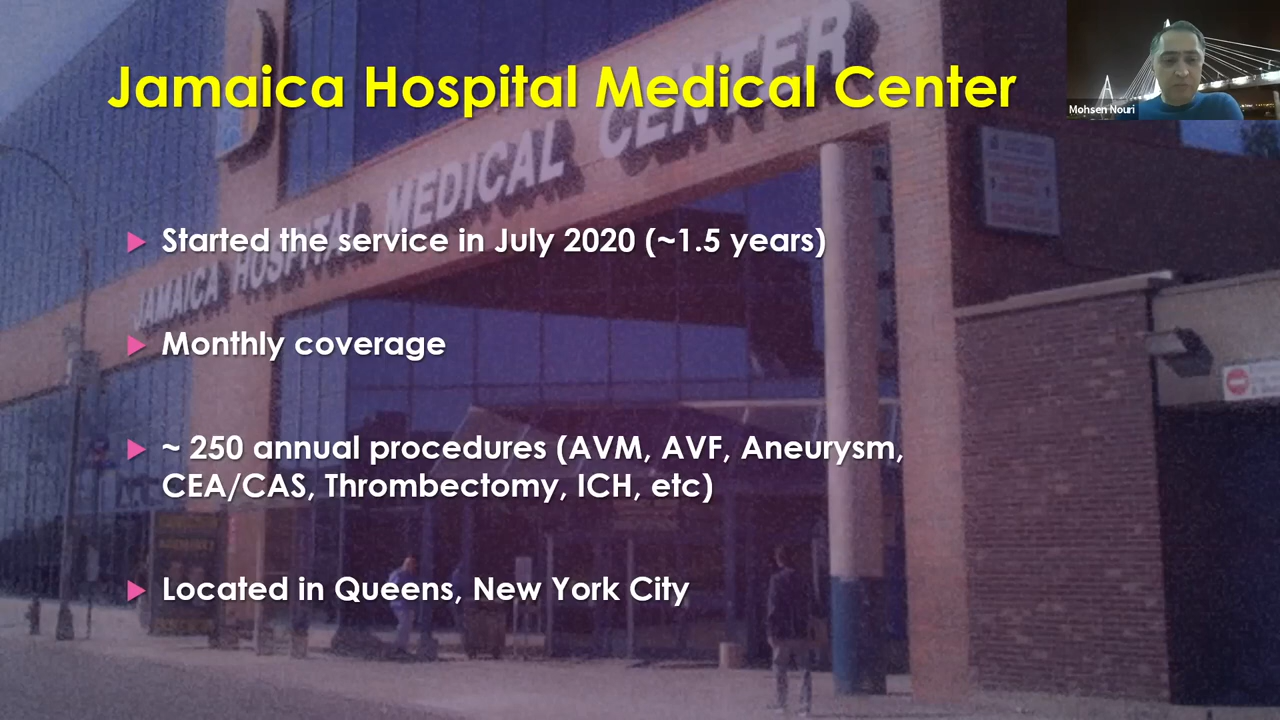 Jamaica Hospital Medical Center
Mohsen Nouri
JAMAICA HOSPITAL MEDICAL CENTER
Started the service in July 2020 (~1.5 years)
Monthly coverage
~ 250 annual procedures (AVM, AVF, Aneurysm,
CEA/CAS, Thrombectomy, ICH, etc)
Located in Queens, New York City